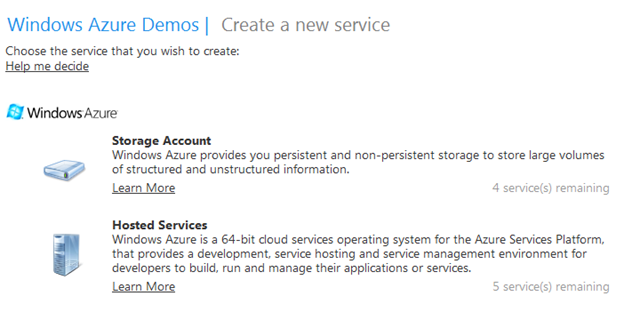 Windows Azure Demos | Create a new service
Choose the service that you wish to create:
Help me decide
Windows Azure
Storage Account
Windows Azure provides you persistent and non-persistent storage to store large volumes
of structured and unstructured information.
Learn More 4 service(s) remaining
Hosted Services
Windows Azure is a 64-bit cloud services operating system for the Azure Services Platform,
that provides a development, service hosting and service management environment for
developers to build, run and manage their applications or services.
Learn More 5 service(s) remaining